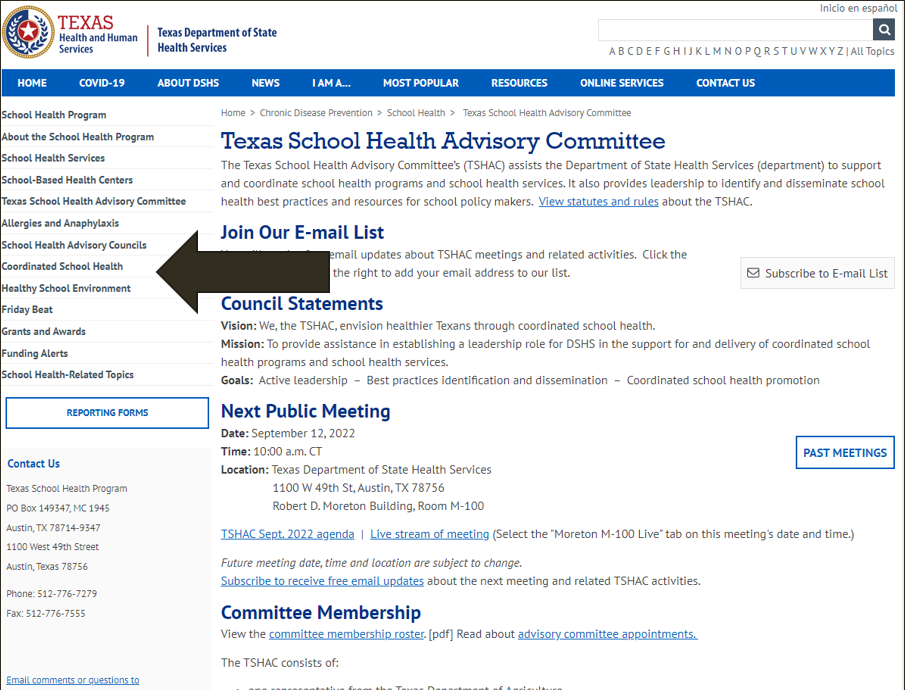 Inicio en español
TEXAS
Health and Human
Services
Texas Department of State
Health Services
A B C D E F G H I J K L M N O P Q R S T U V W X Y Z | All Topics
HOME COVID-19 ABOUT DSHS NEWS I AM A... MOST POPULAR RESOURCES ONLINE SERVICES CONTACT US
School Health Program
About the School Health Program
School Health Services
School-Based Health Centers
Texas School Health Advisory Committee
Allergies and Anaphylaxis
School Health Advisory Councils
Coordinated School Health
Healthy School Environment
Friday Beat
Grants and Awards
Funding Alerts
School Health-Related Topics
REPORTING FORMS
Contact Us
Texas School Health Program
PO Box 149347, MC 1945
Austin, TX 78714-9347
1100 West 49th Street
Austin, Texas 78756
Phone: 512-776-7279
Fax: 512-776-7555
Email comments or questions to
Home > Chronic Disease Prevention > School Health > Texas School Health Advisory Committee
Texas School Health Advisory Committee
The Texas School Health Advisory Committee's (TSHAC) assists the Department of State Health Services (department) to support
and coordinate school health programs and school health services. It also provides leadership to identify and disseminate school
health best practices and resources for school policy makers. View statutes and rules about the TSHAC.
Join Our E-mail List
email updates about TSHAC meetings and related activities. Click the
the right to add your email address to our list.
Subscribe to E-mail List
Council Statements
Vision: We, the TSHAC, envision healthier Texans through coordinated school health.
Mission: To provide assistance in establishing a leadership role for DSHS in the support for and delivery of coordinated school
health programs and school health services.
Goals: Active leadership – Best practices identification and dissemination – Coordinated school health promotion
Next Public Meeting
Date: September 12, 2022
Time: 10:00 a.m. CT
Location: Texas Department of State Health Services
1100 W 49th St, Austin, TX 78756
Robert D. Moreton Building, Room M-100
PAST MEETINGS
TSHAC Sept. 2022 agenda | Live stream of meeting (Select the "Moreton M-100 Live" tab on this meeting's date and time.)
Future meeting date, time and location are subject to change.
Subscribe to receive free email updates about the next meeting and related TSHAC activities.
Committee Membership
View the committee membership roster. [pdf] Read about advisory committee appointments.
The TSHAC consists of:
one representative from the Texas Department of Agriculture